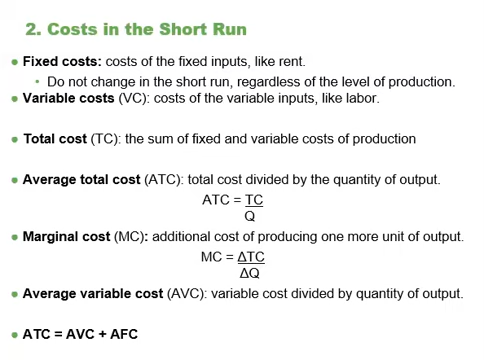 2. Costs in the Short Run
● Fixed costs: costs of the fixed inputs, like rent.
• Do not change in the short run, regardless of the level of production.
● Variable costs (VC): costs of the variable inputs, like labor.
● Total cost (TC): the sum of fixed and variable costs of production
● Average total cost (ATC): total cost divided by the quantity of output.
ATC = TC
Q
● Marginal cost (MC): additional cost of producing one more unit of output.
MC = ΔTC
ΔQ
● Average variable cost (AVC): variable cost divided by quantity of output.
● ATC = AVC + AFC